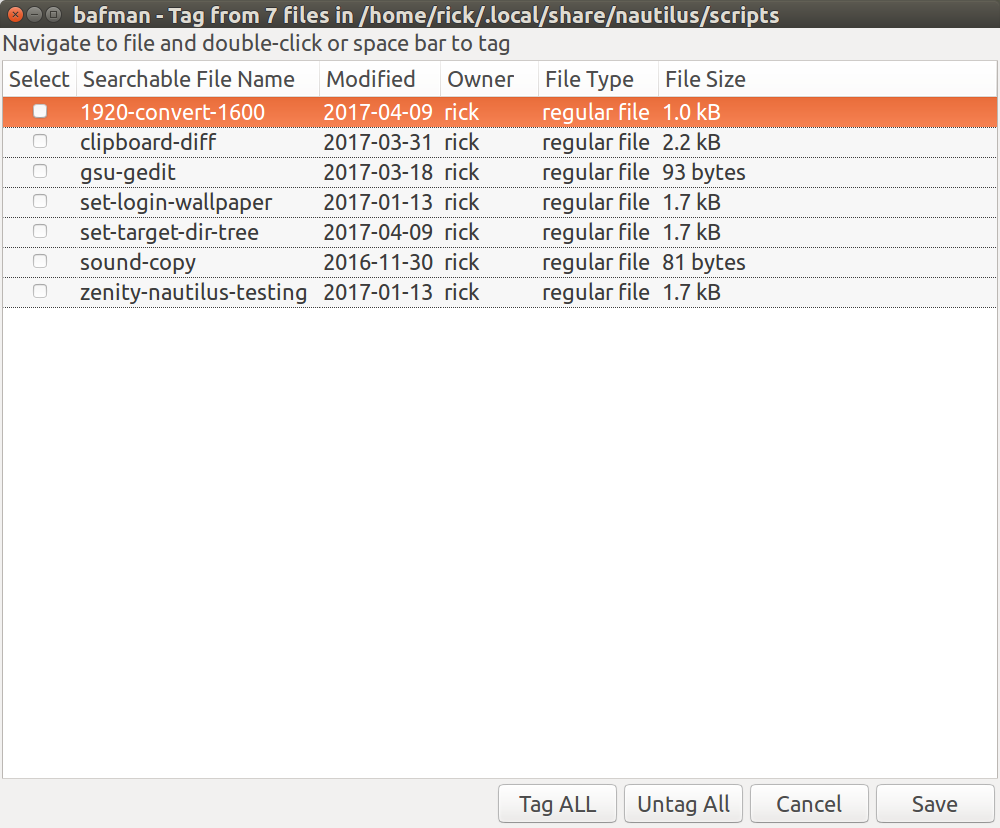 bafman - Tag from 7 files in /home/rick/.local/share/nautilus/scripts
Navigate to file and double-click or space bar to tag
Select Searchable File Name Modified Owner File Type File Size
1920-convert-1600 2017-04-09 rick regular file 1.0 kB
clipboard-diff 2017-03-31 rick regular file 2.2 kB
gsu-gedit 2017-03-18 rick regular file 93 bytes
set-login-wallpaper 2017-01-13 rick regular file 1.7 kB
set-target-dir-tree 2017-04-09 rick regular file 1.7 kB
sound-copy 2016-11-30 rick regular file 81 bytes
zenity-nautilus-testing 2017-01-13 rick regular file 1.7 kB
Tag ALL Untag All Cancel Save